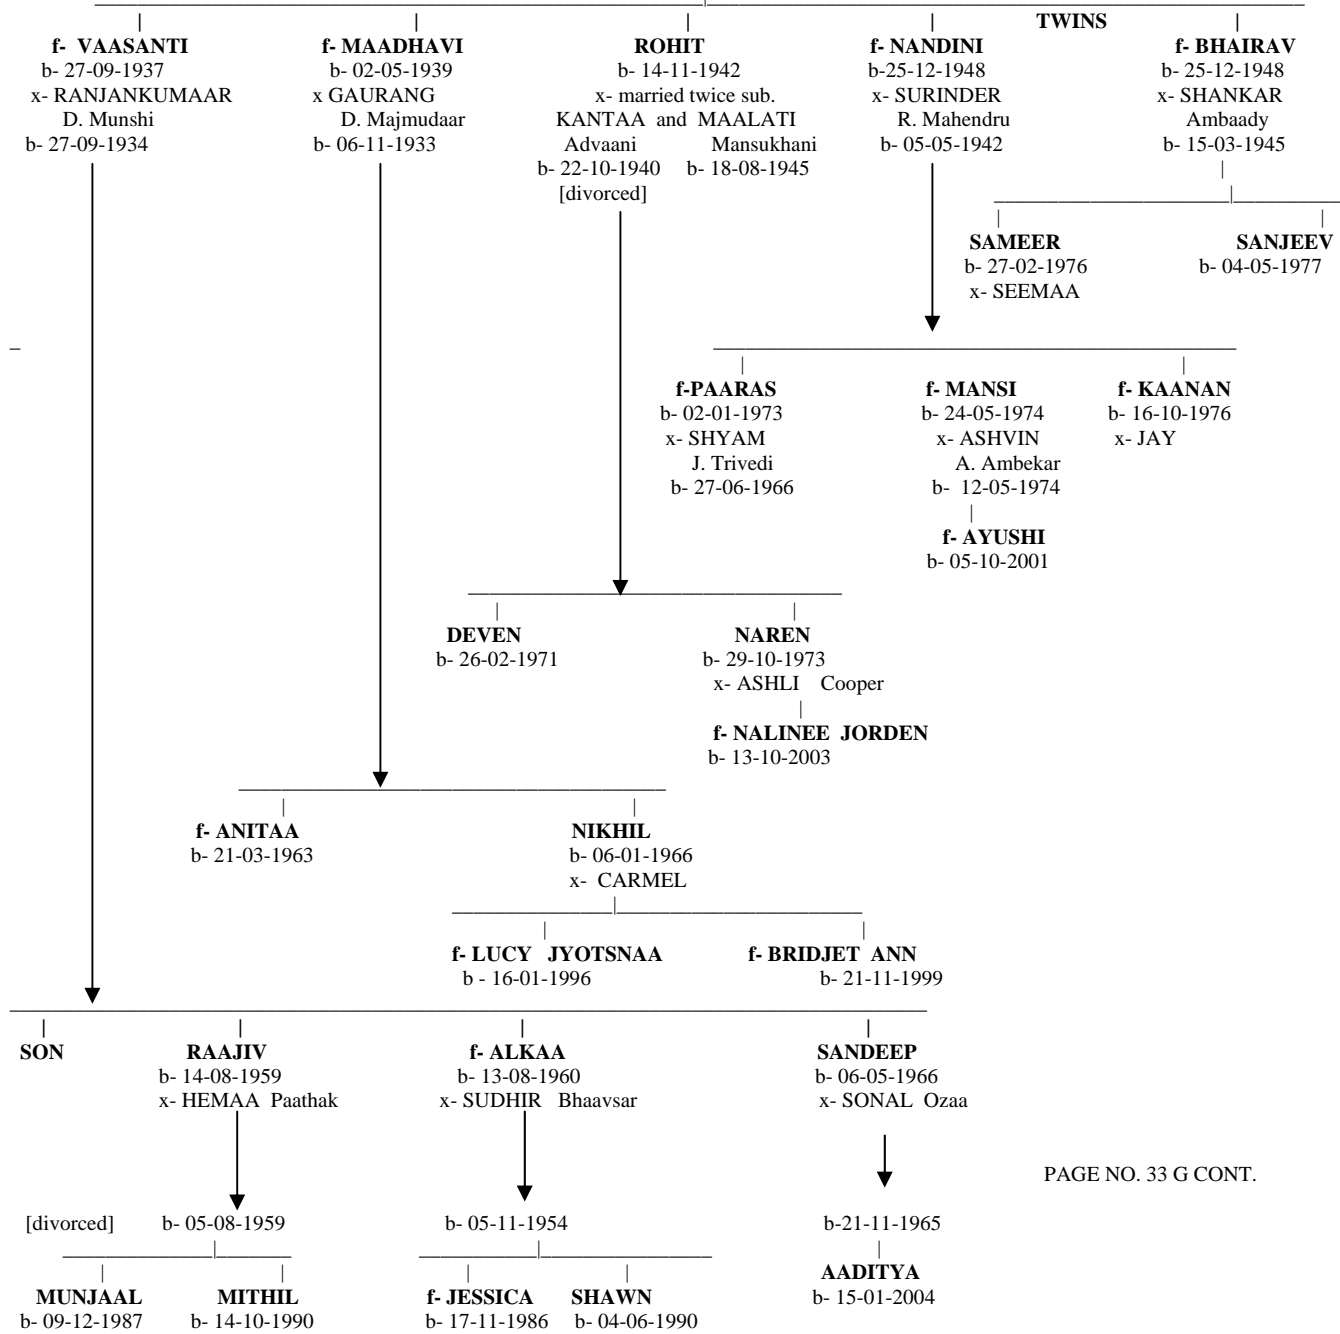 TWINS
f- VAASANTI f- MAADHAVI ROHIT f- NANDINI f- BHAIRAV
b- 27-09-1937 b- 02-05-1939 b- 14-11-1942 b-25-12-1948 b- 25-12-1948
x- RANJANKUMAAR x GAURANG x- married twice sub. x- SURINDER x- SHANKAR
D. Munshi D. Majmudaar KANTAA and MAALATI R. Mahendru Ambaady
b- 27-09-1934 b- 06-11-1933 Advaani Mansukhani b- 05-05-1942 b- 15-03-1945
b- 22-10-1940 b- 18-08-1945
[divorced]
SAMEER SANJEEV
b- 27-02-1976 b- 04-05-1977
x- SEEMAA
f-PAARAS f- MANSI f- KAANAN
b- 02-01-1973 b- 24-05-1974 b- 16-10-1976
x- SHYAM x- ASHVIN x- JAY
J. Trivedi A. Ambekar
b- 27-06-1966 b- 12-05-1974
f- AYUSHI
b- 05-10-2001
DEVEN NAREN
b- 26-02-1971 b- 29-10-1973
x- ASHLI Cooper
f- NALINEE JORDEN
b- 13-10-2003
f- ANITAA NIKHIL
b- 21-03-1963 b- 06-01-1966
x- CARMEL
f- LUCY JYOTSNAA f- BRIDJET ANN
b - 16-01-1996 b- 21-11-1999
SON RAAJIV f- ALKAA SANDEEP
b- 14-08-1959 b- 13-08-1960 b- 06-05-1966
x- HEMAA Paathak x- SUDHIR Bhaavsar x- SONAL Ozaa
PAGE NO. 33 G CONT.
[divorced] b- 05-08-1959 b- 05-11-1954 b-21-11-1965
AADITYA
MUNJAAL MITHIL f- JESSICA SHAWN b- 15-01-2004
b- 09-12-1987 b- 14-10-1990 b- 17-11-1986 b- 04-06-1990